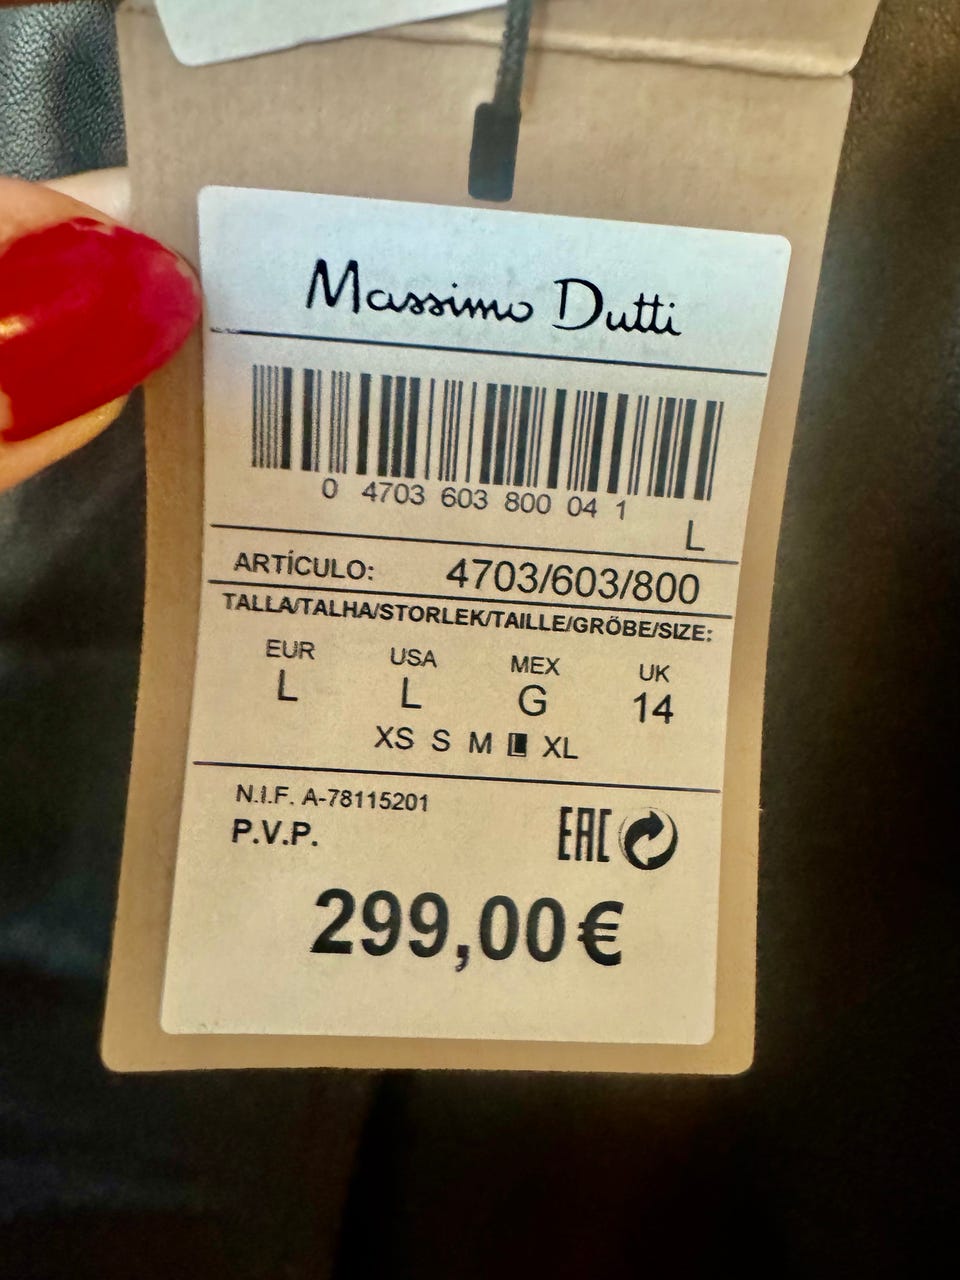 Massimo Dutti
0 4703 603 800 04 1
L
ARTÍCULO: 4703/603/800
TALLA/TALHA/STORLEK/TAILLE/GRÖBE/SIZE:
EUR USA MEX UK
L L G 14
XS S M L XL
N.I.F. A-78115201
P.V.P.
EAC
299,00€